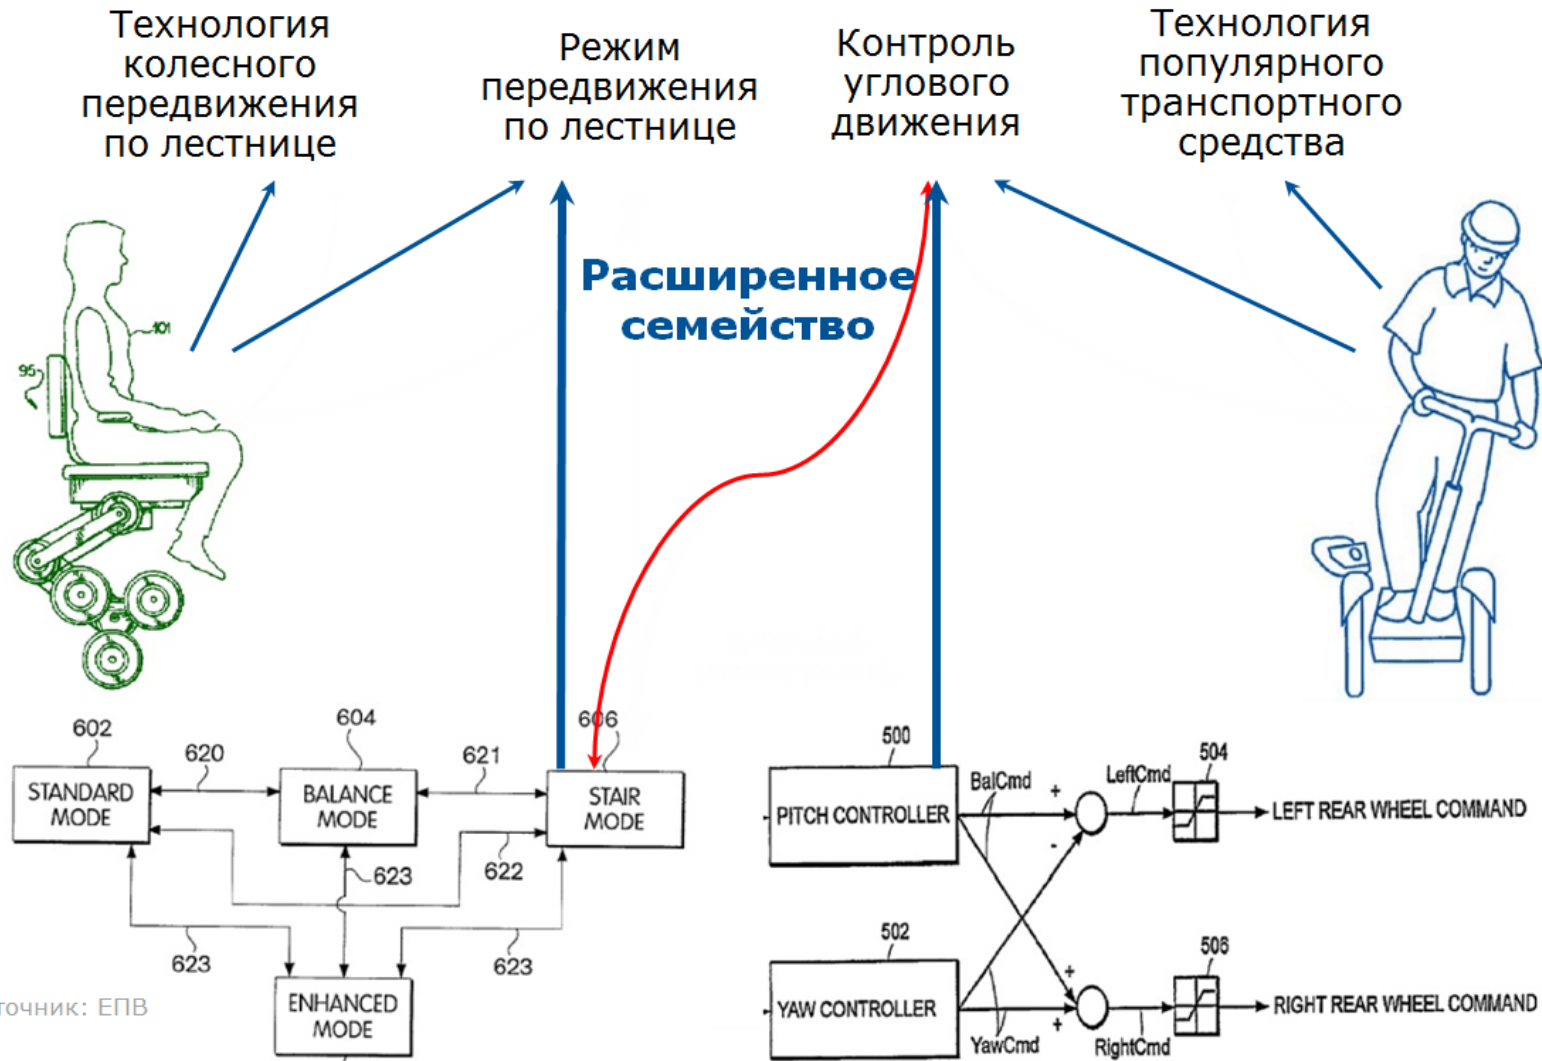 Технология
колесного
передвижения
по лестнице
Режим
передвижения
по лестнице
Контроль
углового
движения
Технология
популярного
транспортного
средства
Расширенное
семейство
101
95
602
620
604
621
606
STANDARD
MODE
BALANCE
MODE
STAIR
MODE
622
623
623
623
ENHANCED
MODE
точник: ЕПВ
500
PITCH CONTROLLER
BalCmd
+
-
LeftCmd
504
LEFT REAR WHEEL COMMAND
502
YAW CONTROLLER
YawCmd
+
+
RightCmd
506
RIGHT REAR WHEEL COMMAND